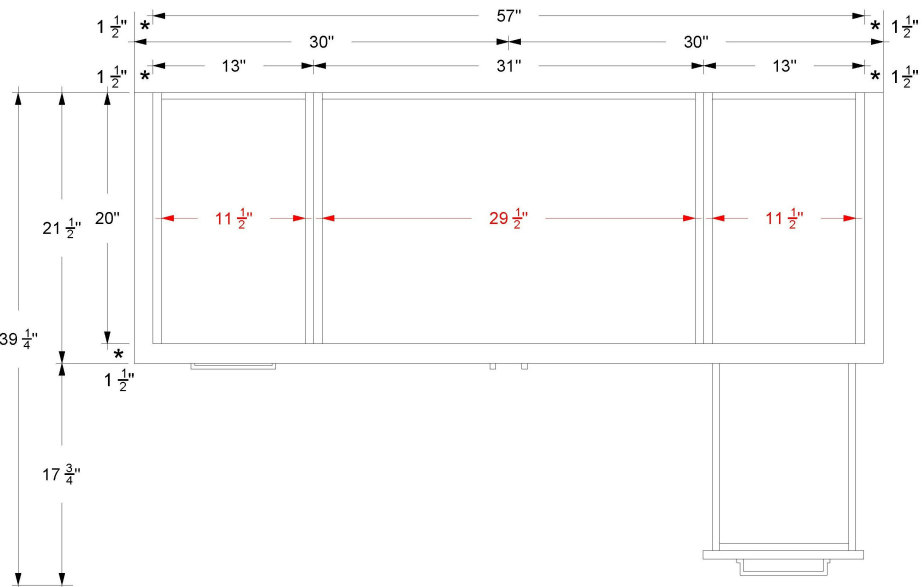 57"
1 1/2" * * 1 1/2"
30" 30"
1 1/2" * 13" 31" 13" * 1 1/2"
21 1/2" 20" 11 1/2" 29 1/2" 11 1/2"
39 1/4"
*
1 1/2"
17 3/4"